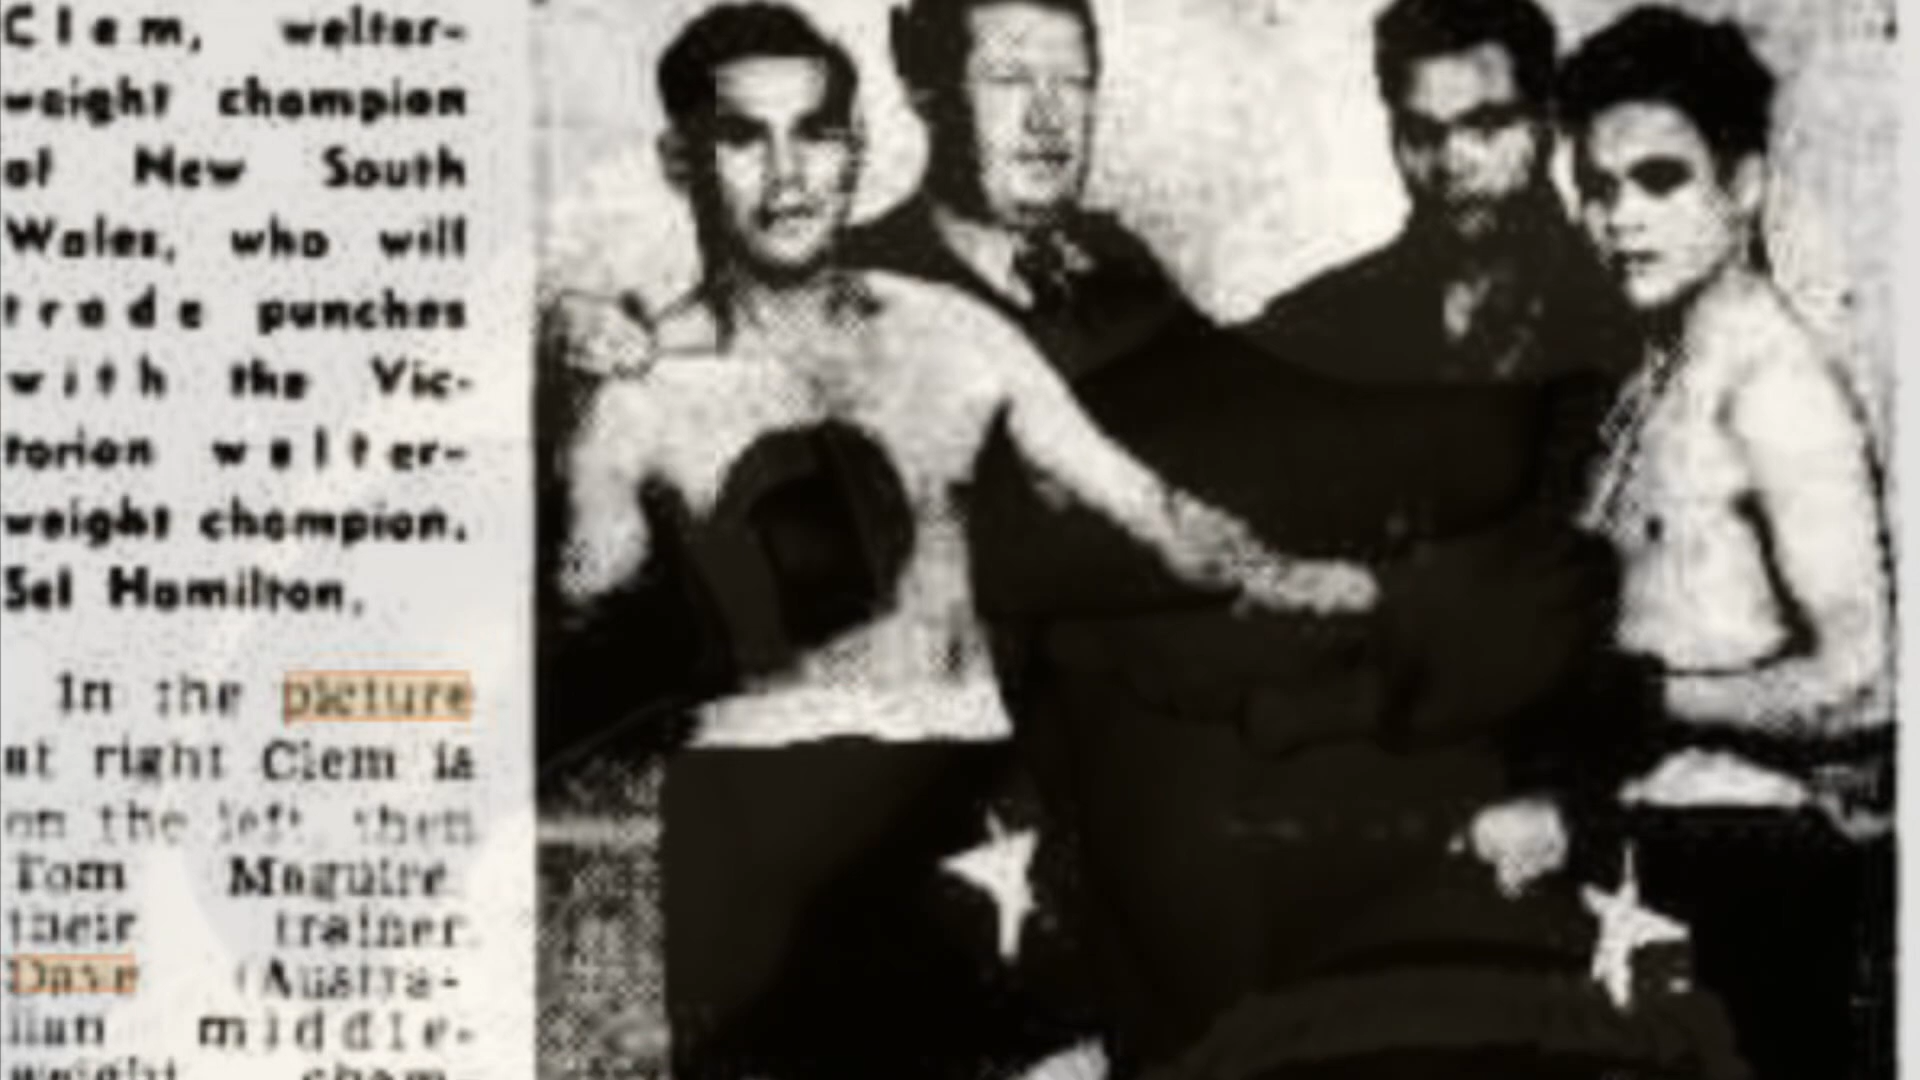 Clem, welter-
weight champion
of New South
Wales, who will
trade punches
with the Vic-
torian welter-
weight champion,
Sel Hamilton.
In the picture
at right Clem is
on the left, then
Tom Maguire
their trainer,
Dave (Austra-
lian middle-
weight cham-